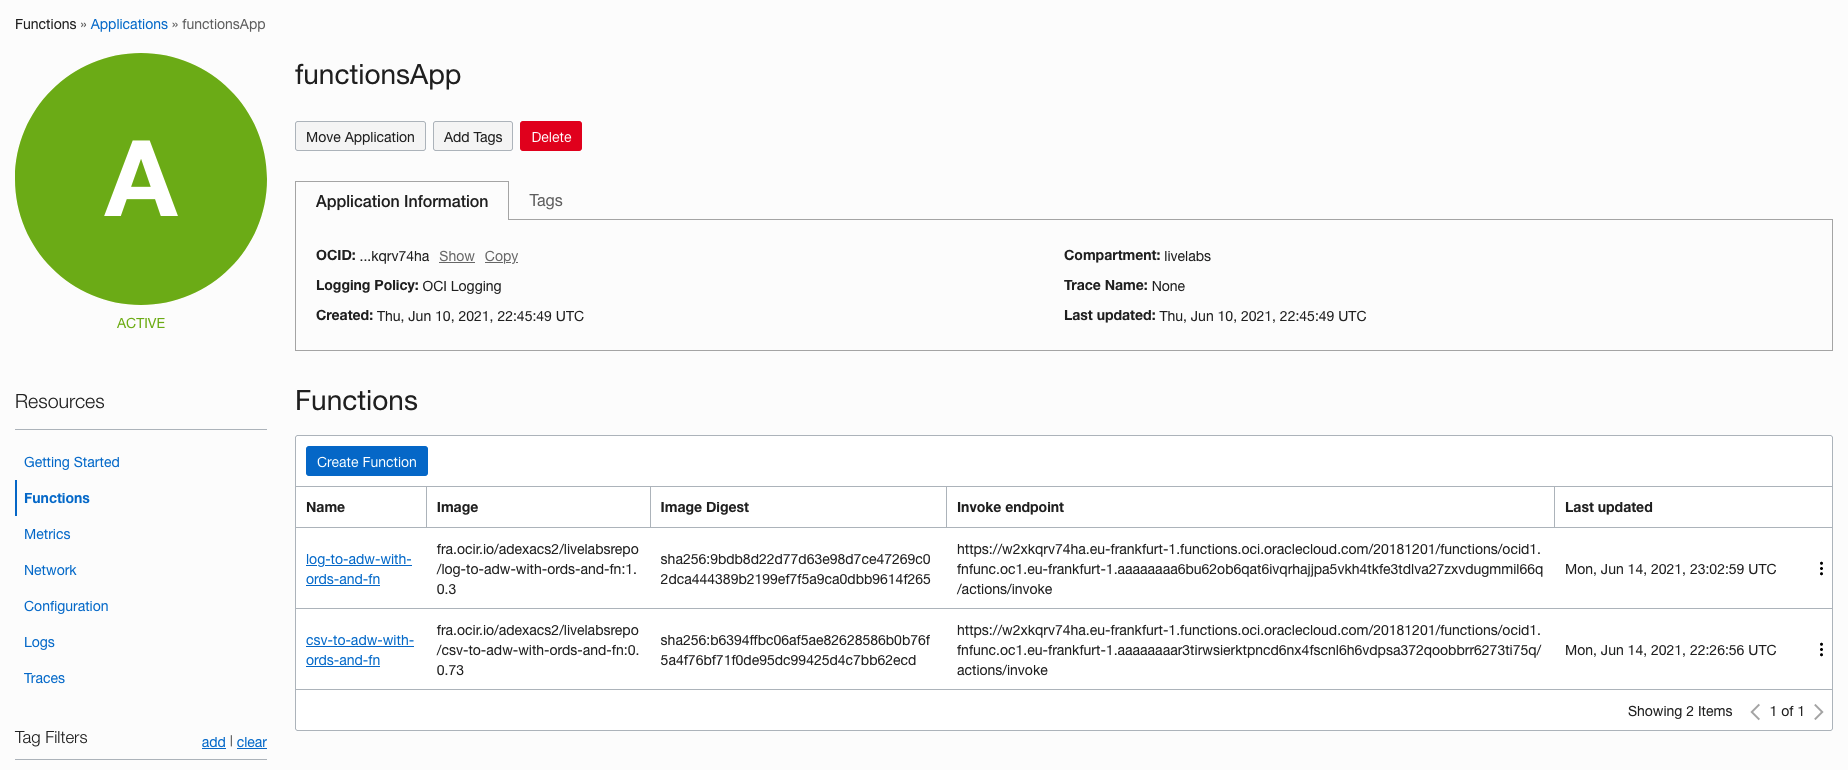 Functions » Applications » functionsApp
A
ACTIVE
functionsApp
Move Application
Add Tags
Delete
Application Information
Tags
OCID: ...kqrv74ha Show Copy
Logging Policy: OCI Logging
Created: Thu, Jun 10, 2021, 22:45:49 UTC
Compartment: livelabs
Trace Name: None
Last updated: Thu, Jun 10, 2021, 22:45:49 UTC
Resources
Getting Started
Functions
Metrics
Network
Configuration
Logs
Traces
Tag Filters
add | clear
Functions
Create Function
Name
Image
Image Digest
Invoke endpoint
Last updated
log-to-adw-with-
ords-and-fn
fra.ocir.io/adexacs2/livelabsrepo
/log-to-adw-with-ords-and-fn:1.
0.3
sha256:9bdb8d22d77d63e98d7ce47269c0
2dca444389b2199ef7f5a9ca0dbb9614f265
https://w2xkqrv74ha.eu-frankfurt-1.functions.oci.oraclecloud.com/20181201/functions/ocid1.
fnfunc.oc1.eu-frankfurt-1.aaaaaaaa6bu62ob6qat6ivqrhajjpa5vkh4tkfe3tdlva27zxvdugmmil66q
/actions/invoke
Mon, Jun 14, 2021, 23:02:59 UTC
csv-to-adw-with-
ords-and-fn
fra.ocir.io/adexacs2/livelabsrepo
/csv-to-adw-with-ords-and-fn:0.
0.73
sha256:b6394ffbc06af5ae82628586b0b76f
5a4f76bf71f0de95dc99425d4c7bb62ecd
https://w2xkqrv74ha.eu-frankfurt-1.functions.oci.oraclecloud.com/20181201/functions/ocid1.
fnfunc.oc1.eu-frankfurt-1.aaaaaaaar3tirwsierktpncd6nx4fscnl6h6vdpsa372qoobbrr6273ti75q/
actions/invoke
Mon, Jun 14, 2021, 22:26:56 UTC
Showing 2 Items
1 of 1